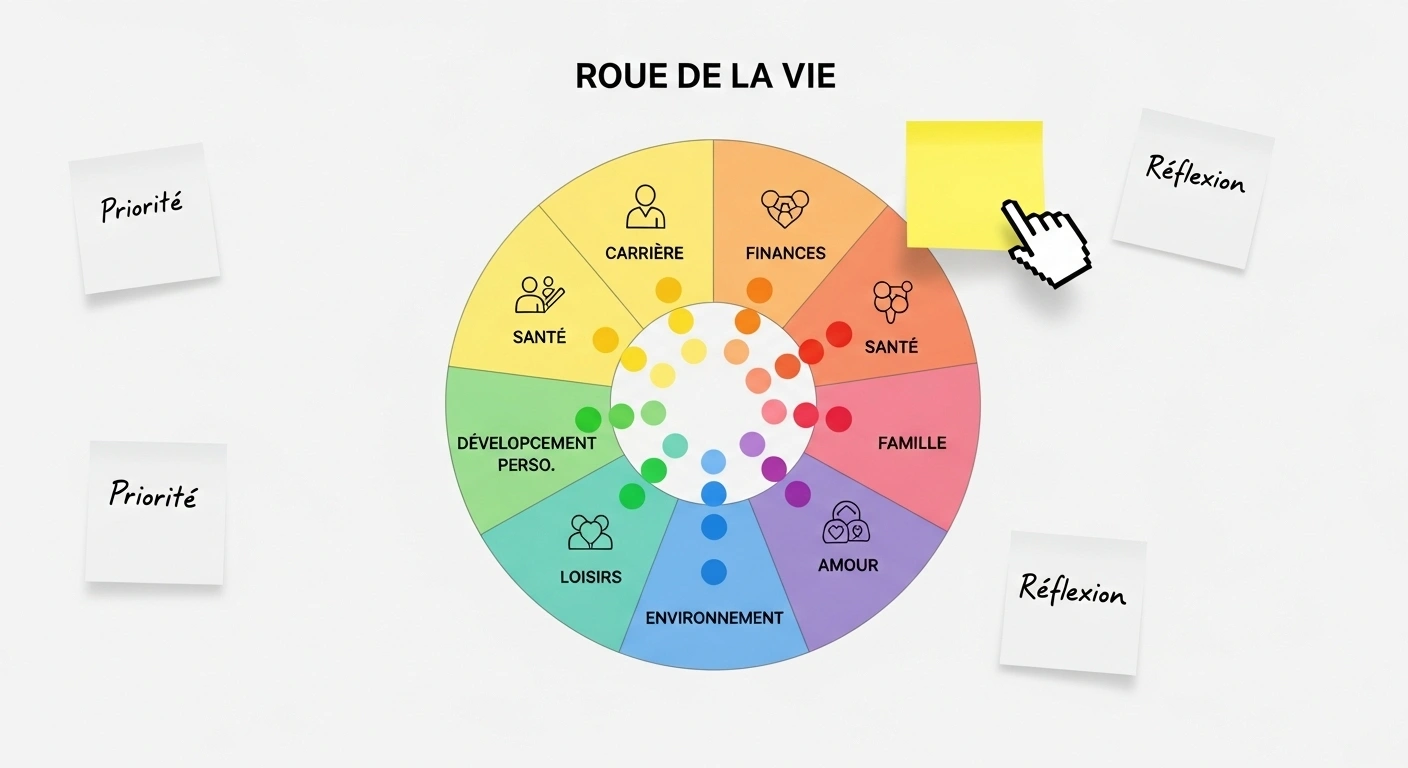 ROUE DE LA VIE
Priorité
Réflexion
CARRIÈRE
FINANCES
SANTÉ
SANTÉ
DÉVELOPCEMENT
PERSO.
FAMILLE
Priorité
LOISIRS
AMOUR
Réflexion
ENVIRONNEMENT